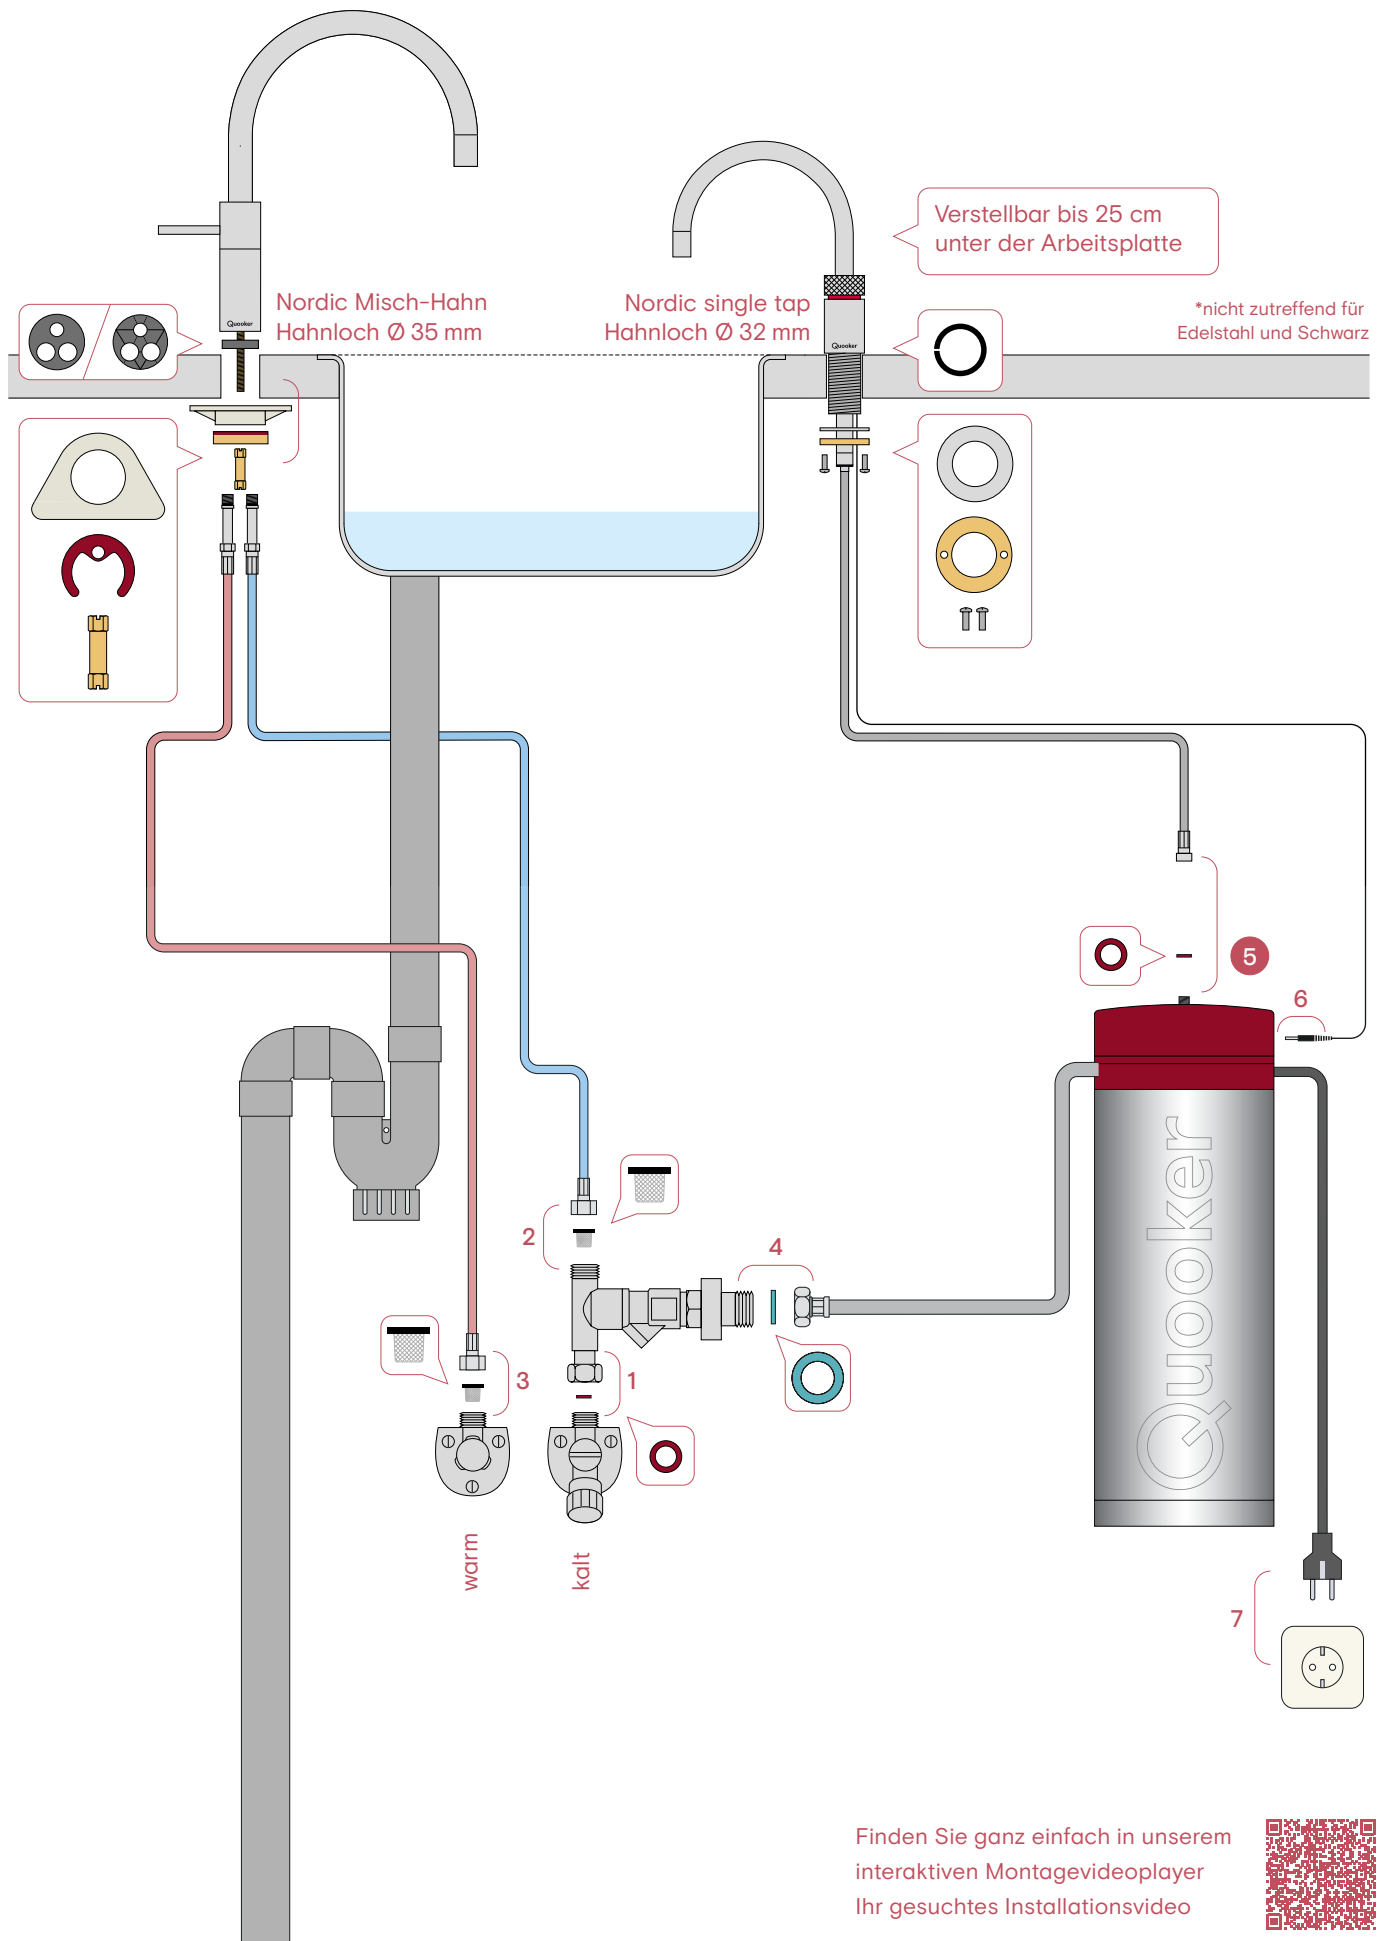 Verstellbar bis 25 cm
unter der Arbeitsplatte
Nordic Misch-Hahn
Hahnloch Ø 35 mm
Nordic single tap
Hahnloch Ø 32 mm
*nicht zutreffend für
Edelstahl und Schwarz
Quooker
Quooker
5
6
2
4
3
1
Quooker
warm
kalt
7
Finden Sie ganz einfach in unserem
interaktiven Montagevideoplayer
Ihr gesuchtes Installationsvideo